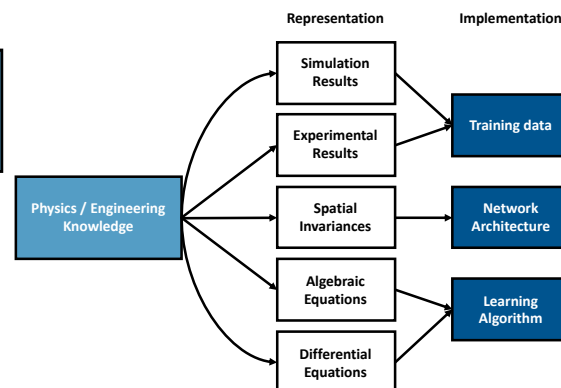 Representation
Implementation
Simulation
Results
Experimental
Results
Training data
Physics / Engineering
Knowledge
Spatial
Invariances
Network
Architecture
Algebraic
Equations
Learning
Algorithm
Differential
Equations